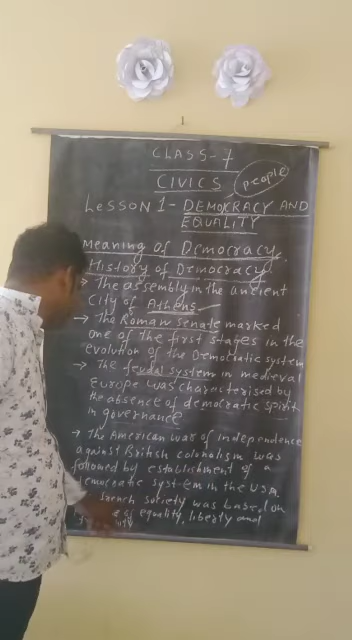 CLASS-7
CIVICS
people
LESSON 1- DEMOKRACY AND
EQUALITY
Meaning of Democracy.
History of Democracy.
The assembly in the ancient
City of Athens
→ The Roman Senate marked
one of the first stages in the
evolution of the Democratic system
→ The feudal system in medieval
Europe was characterised by
the absence of democratic spirit
in governance
→ The American war of independence
against British colonalism was
followed by establishment of a
democratic system in the USA.
society was based on
equality, liberty and